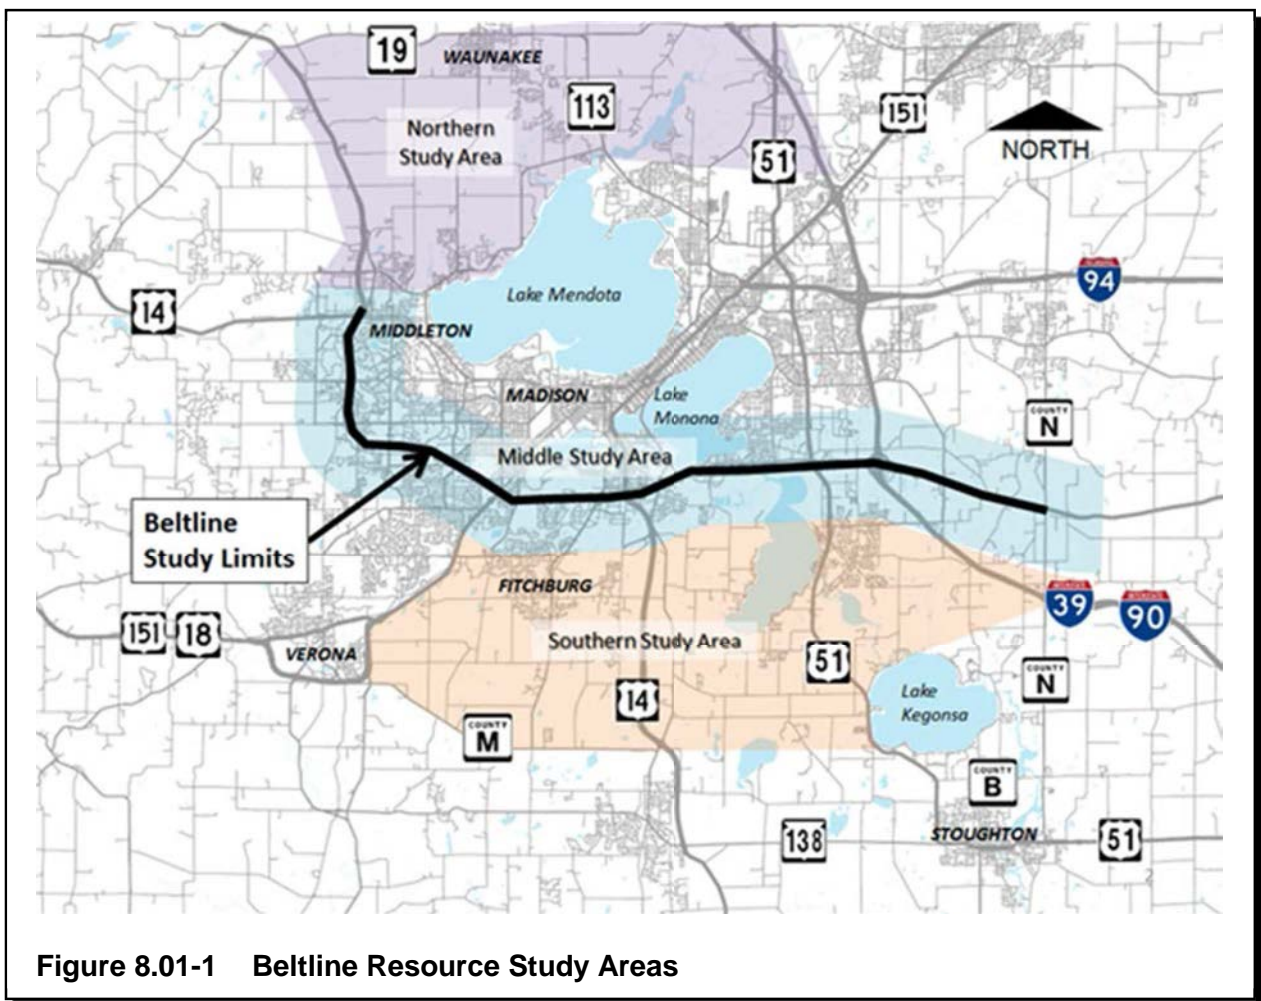 19
WAUNAKEE
113
151
Northern
Study Area
NORTH
51
94
Lake Mendota
14
MIDDLETON
MADISON
Lake
Monona
COUNTY
N
Middle Study Area
Beltline
Study Limits
FITCHBURG
39
90
151
18
Southern Study Area
VERONA
51
COUNTY
N
14
Lake
Kegonsa
COUNTY
M
COUNTY
B
138
STOUGHTON
51
Figure 8.01-1 Beltline Resource Study Areas